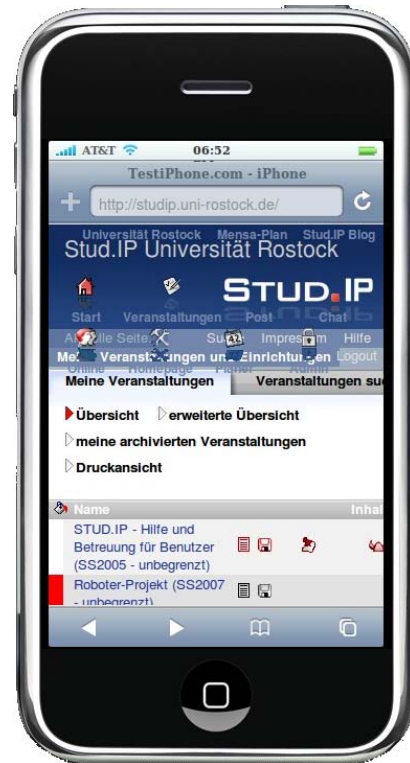 AT&T 06:52
TestiPhone.com - iPhone
http://studip.uni-rostock.de/
Universität Rostock Mensa-Plan Stud.IP Blog
Stud.IP Universität Rostock
STUD.IP
Start Veranstaltungen Post Chat
Hilfe
Veranstaltungen Einrichtungen Logout
Online Homepage Planer Admin
Meine Veranstaltungen Veranstaltungen
Übersicht erweiterte Übersicht
meine archivierten Veranstaltungen
Druckansicht
Name
STUD.IP - Hilfe und
Betreuung für Benutzer
(SS2005 - unbegrenzt)
Roboter-Projekt (SS2007
- unbegrenzt)